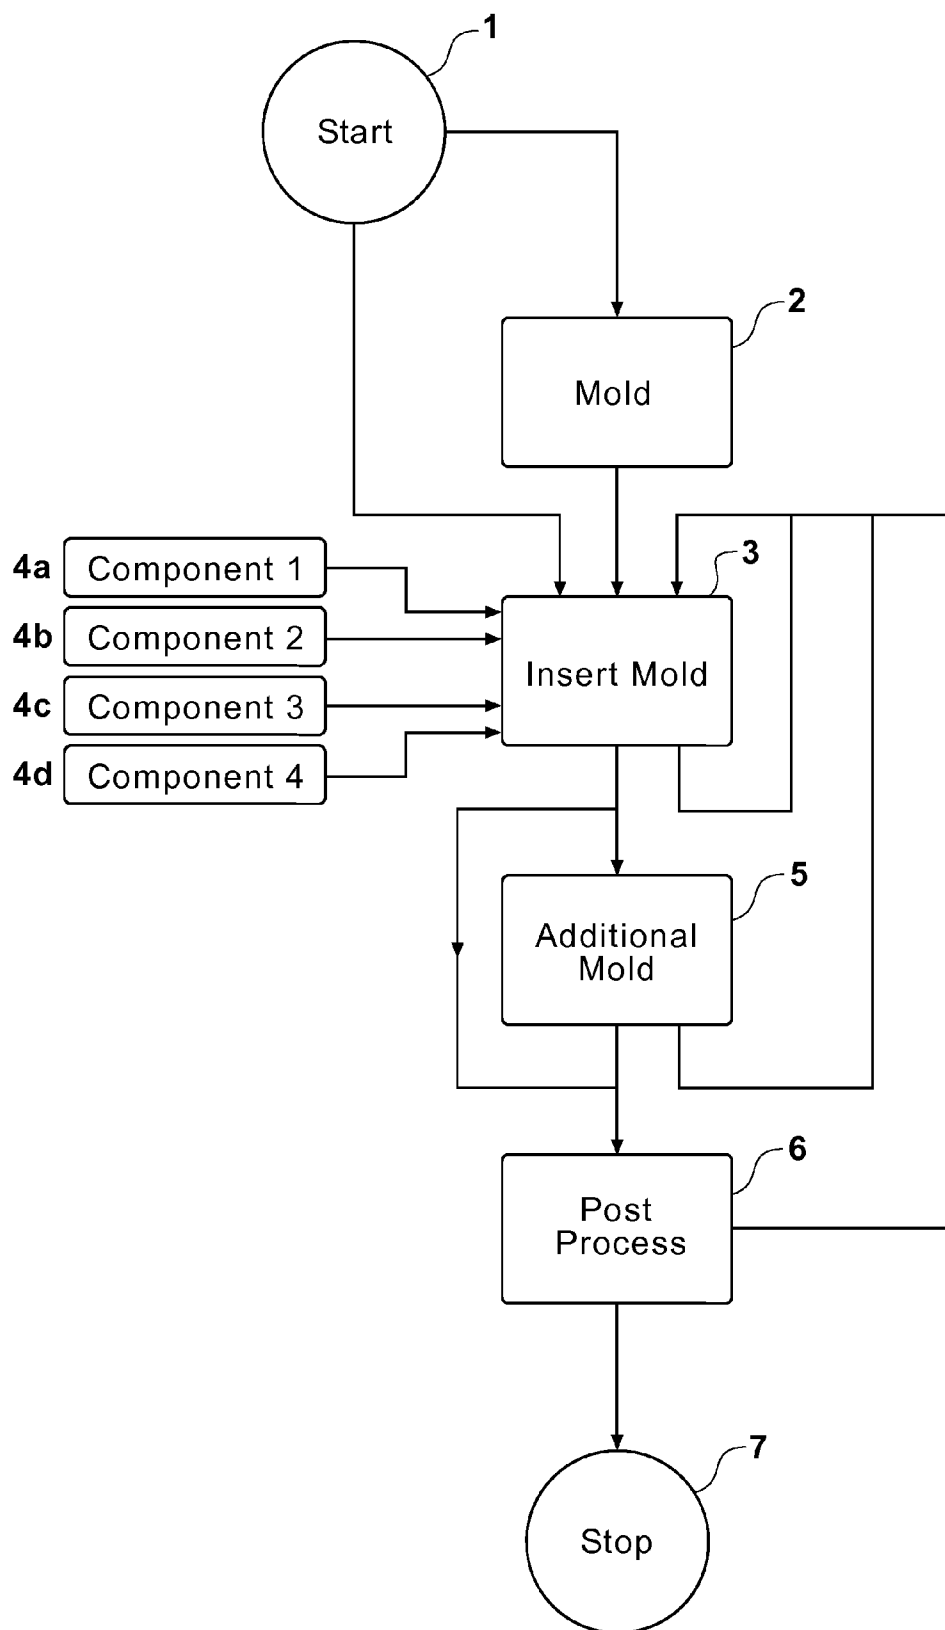 1
Start
2
Mold
3
4a Component 1
4b Component 2
Insert Mold
4c Component 3
4d Component 4
5
Additional
Mold
6
Post
Process
7
Stop